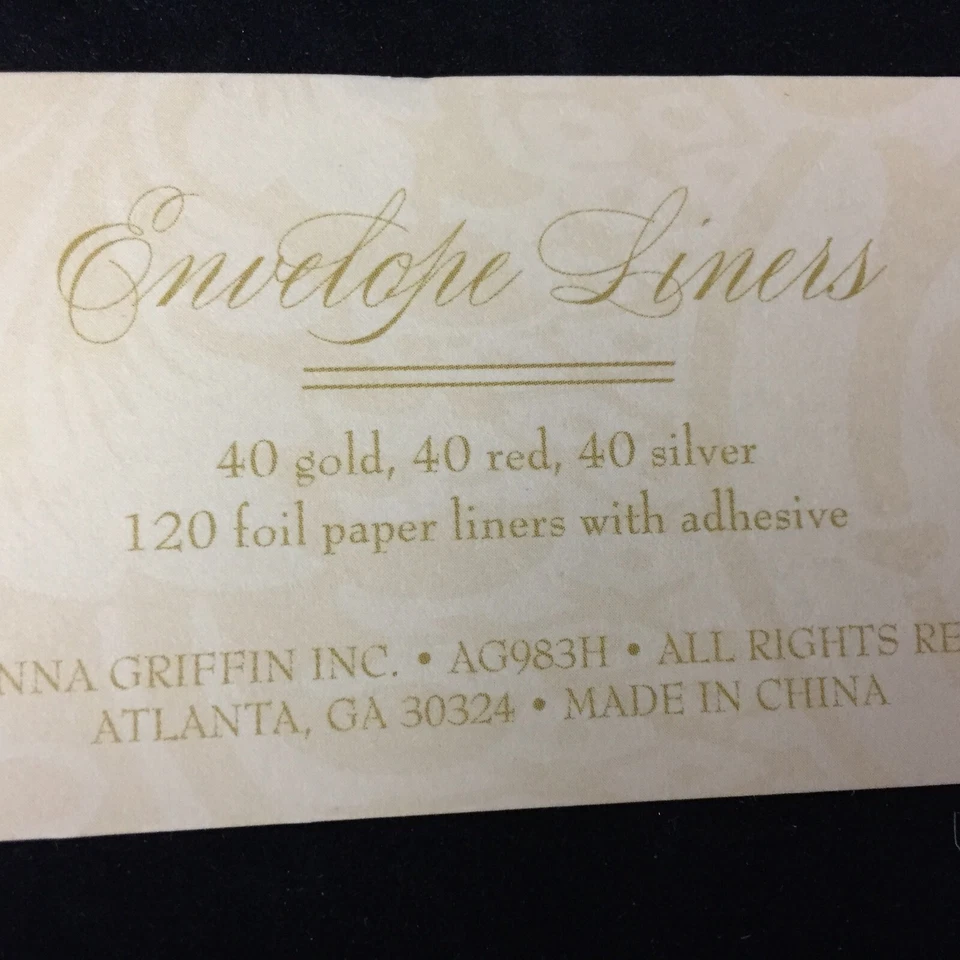 Envelope Liners
40 gold, 40 red, 40 silver
120 foil paper liners with adhesive
NNA GRIFFIN INC. • AG983H • ALL RIGHTS RE
ATLANTA, GA 30324 • MADE IN CHINA